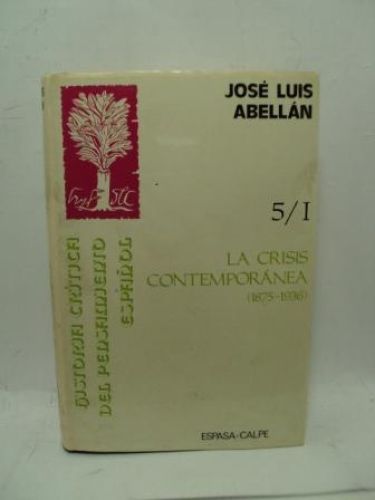 JOSÉ LUIS
ABELLÁN
5/I
LA CRISIS
CONTEMPORÁNEA
(1875-1936)
HISTORIA CRÍTICA
DEL PENSAMIENTO
ESPAÑOL
ESPASA-CALPE